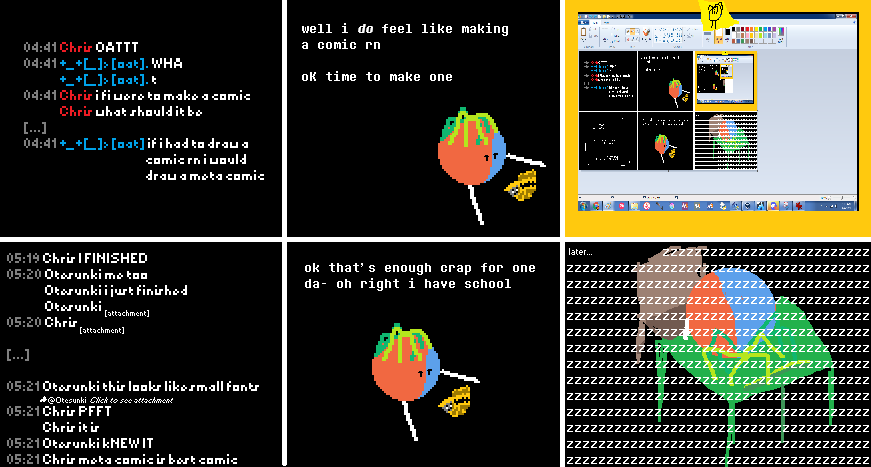 04:41 Chris OATTT
04:41 +_+[_]> [oat]. WHA
+_+[_]> [oat]. t
04:41 Chris i f i were to make a comic
Chris what should it be
[...]
04:41 +_+[_]> [oat] if i had to draw a
comic rn i would
draw a meta comic
well i do feel like making
a comic rn
oK time to make one
05:19 Chris I FINISHED
05:20 Otesunki me too
Otesunki i just finished
Otesunki [attachment]
05:20 Chris [attachment]
[...]
05:21 Otesunki this looks like small fonts
@Otesunki Click to see attachment
05:21 Chris PFFT
Chris it is
05:21 Otesunki kNEW IT
05:21 Chris meta comic is best comic
ok that's enough crap for one
da- oh right i have school
later...